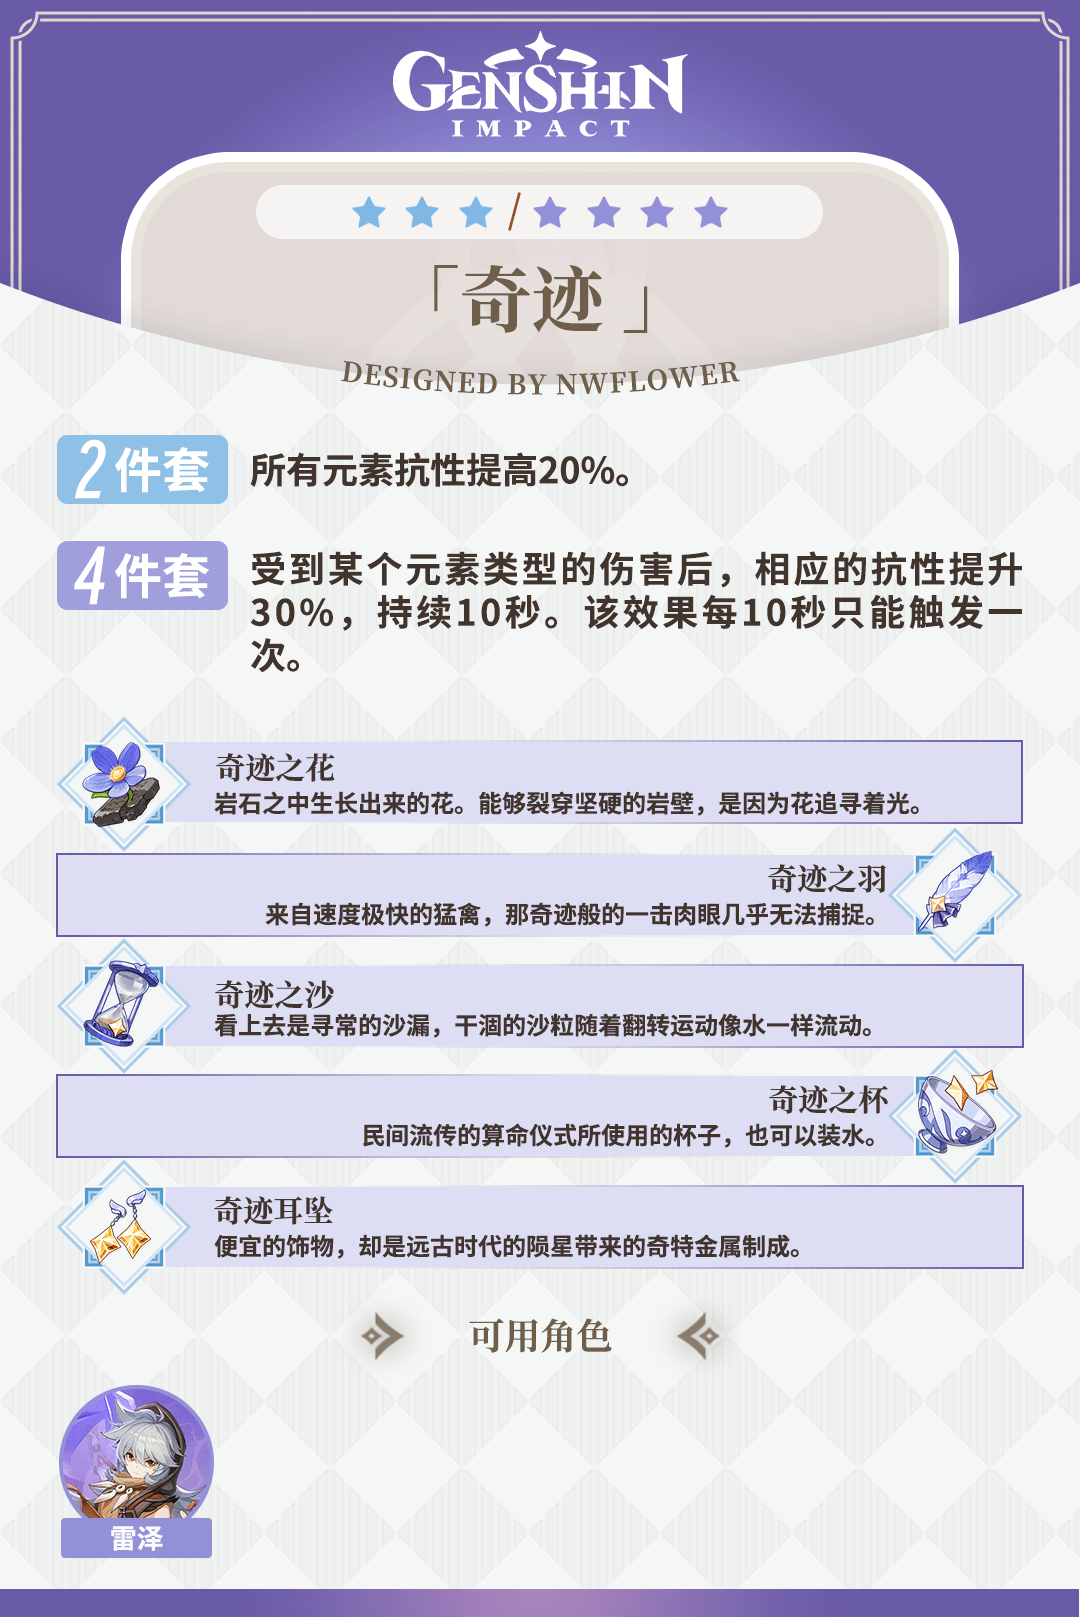 GENSHIN
IMPACT
「奇迹」
DESIGNED BY NWFLOWER
2件套
所有元素抗性提高20%。
4件套
受到某个元素类型的伤害后，相应的抗性提升
30%，持续10秒。该效果每10秒只能触发一
次。
奇迹之花
岩石之中生长出来的花。能够裂穿坚硬的岩壁，是因为花追寻着光。
奇迹之羽
来自速度极快的猛禽，那奇迹般的一击肉眼几乎无法捕捉。
奇迹之沙
看上去是寻常的沙漏，干涸的沙粒随着翻转运动像水一样流动。
奇迹之杯
民间流传的算命仪式所使用的杯子，也可以装水。
奇迹耳坠
便宜的饰物，却是远古时代的陨星带来的奇特金属制成。
可用角色
雷泽